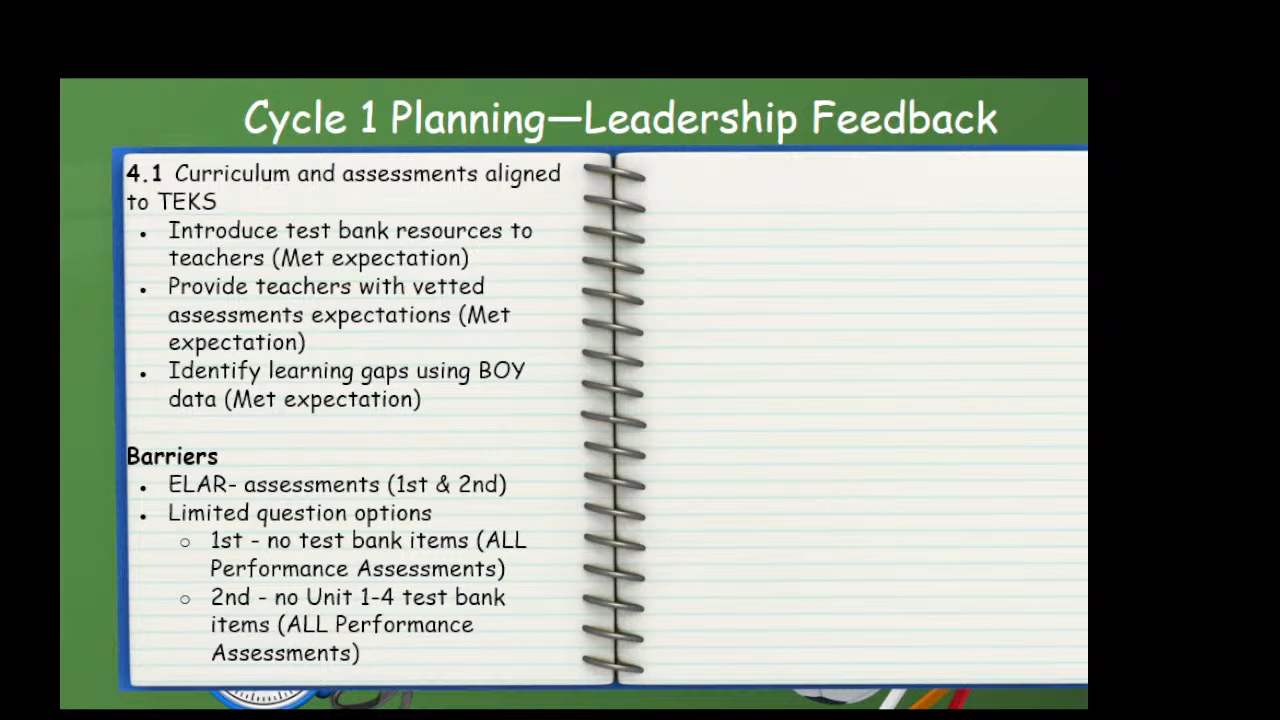 Cycle 1 Planning—Leadership Feedback
4.1 Curriculum and assessments aligned
to TEKS
• Introduce test bank resources to
teachers (Met expectation)
• Provide teachers with vetted
assessments expectations (Met
expectation)
• Identify learning gaps using BOY
data (Met expectation)
Barriers
• ELAR- assessments (1st & 2nd)
• Limited question options
○ 1st - no test bank items (ALL
Performance Assessments)
○ 2nd - no Unit 1-4 test bank
items (ALL Performance
Assessments)